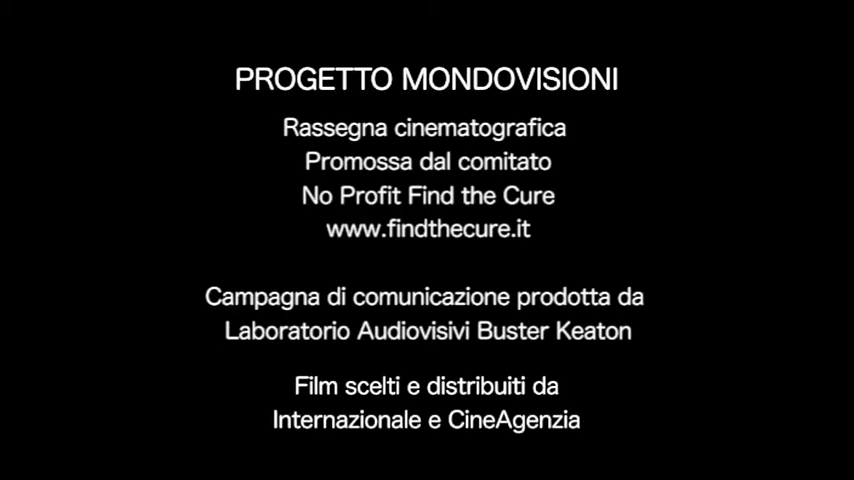 PROGETTO MONDOVISIONI
Rassegna cinematografica
Promossa dal comitato
No Profit Find the Cure
www.findthecure.it
Campagna di comunicazione prodotta da
Laboratorio Audiovisivi Buster Keaton
Film scelti e distribuiti da
Internazionale e CineAgenzia